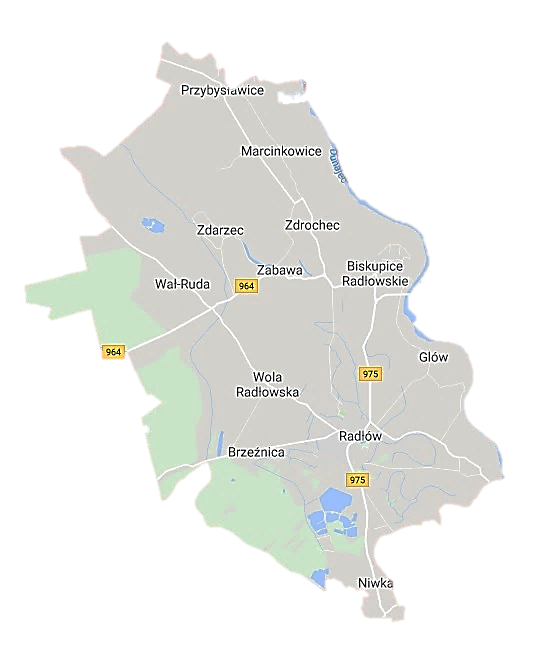 Przybysławice
Marcinkowice
Dunajec
Zdrochec
Zdarzec
Zabawa
Biskupice
Radłowskie
Wał-Ruda
964
964
Glów
975
Wola
Radłowska
Radłów
Brzeźnica
975
Niwka